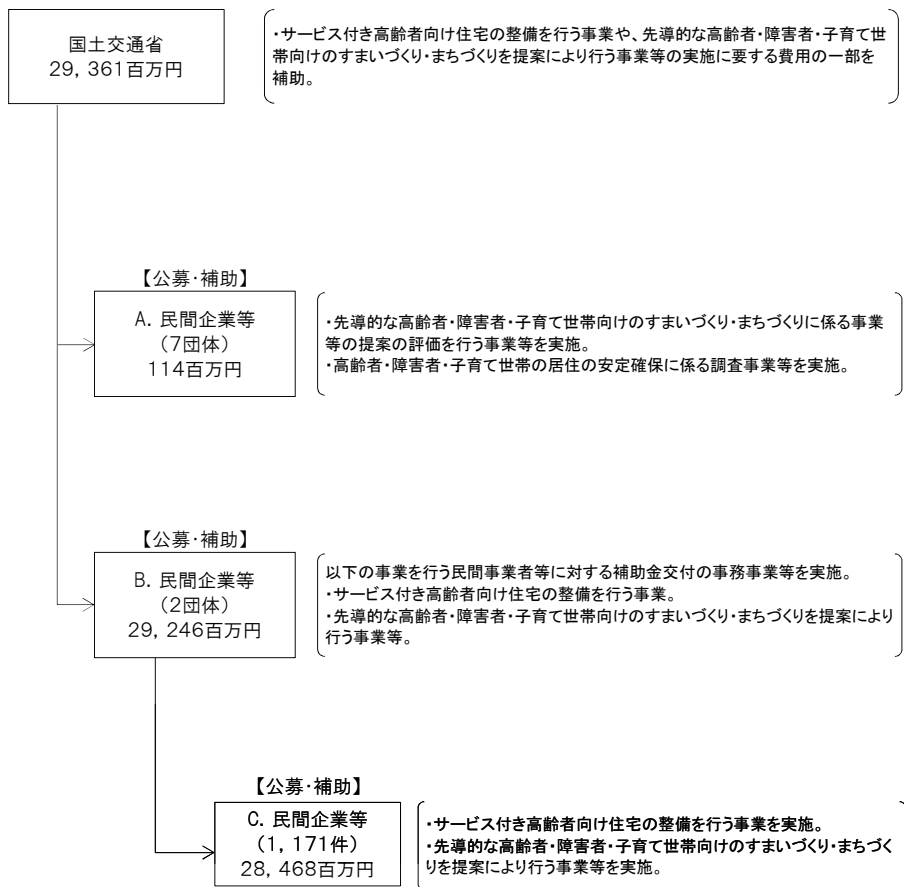 国土交通省
29,361百万円
・サービス付き高齢者向け住宅の整備を行う事業や、先導的な高齢者・障害者・子育て世
帯向けのすまいづくり・まちづくりを提案により行う事業等の実施に要する費用の一部を
補助。
【公募・補助】
A. 民間企業等
(7団体)
114百万円
・先導的な高齢者・障害者・子育て世帯向けのすまいづくり・まちづくりに係る事業
等の提案の評価を行う事業等を実施。
・高齢者・障害者・子育て世帯の居住の安定確保に係る調査事業等を実施。
【公募・補助】
B. 民間企業等
(2団体)
29,246百万円
以下の事業を行う民間事業者等に対する補助金交付の事務事業等を実施。
・サービス付き高齢者向け住宅の整備を行う事業。
・先導的な高齢者・障害者・子育て世帯向けのすまいづくり・まちづくりを提案により
行う事業等。
【公募・補助】
C. 民間企業等
(1,171件)
28,468百万円
・サービス付き高齢者向け住宅の整備を行う事業を実施。
・先導的な高齢者・障害者・子育て世帯向けのすまいづくり・まちづく
りを提案により行う事業等を実施。